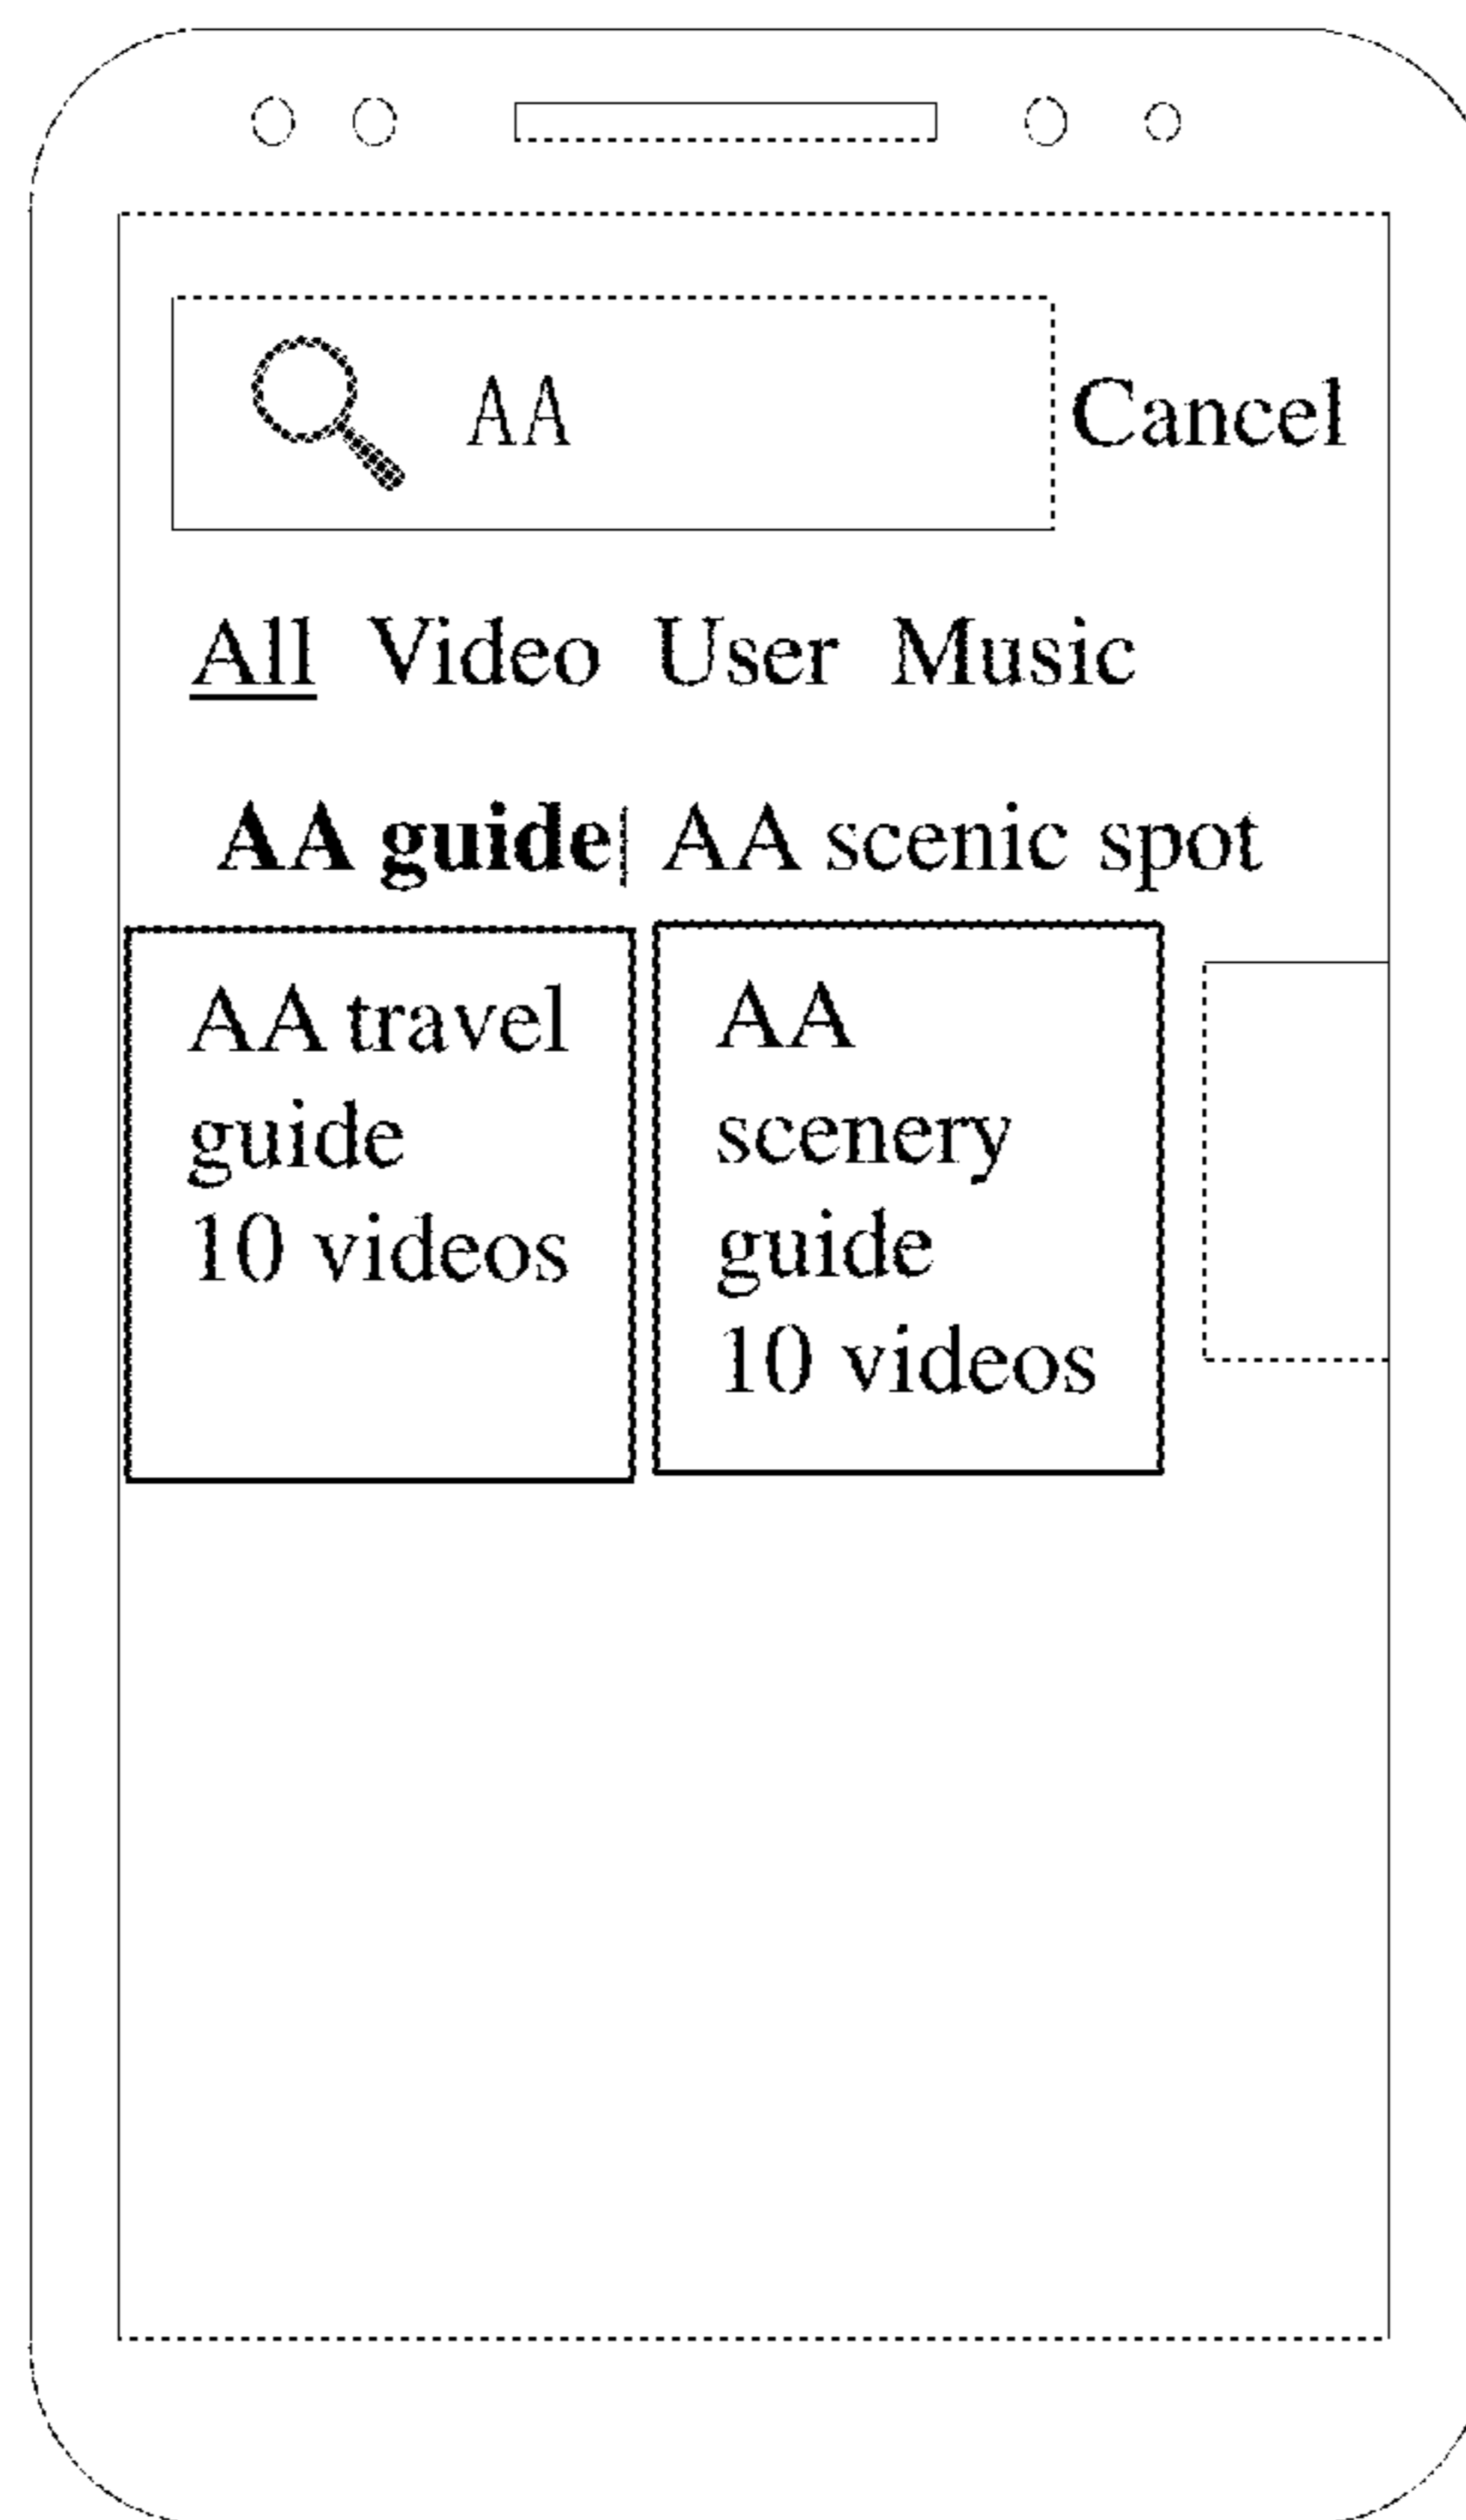 AA Cancel
All Video User Music
AA guide| AA scenic spot
AA travel
guide
10 videos
AA
scenery
guide
10 videos